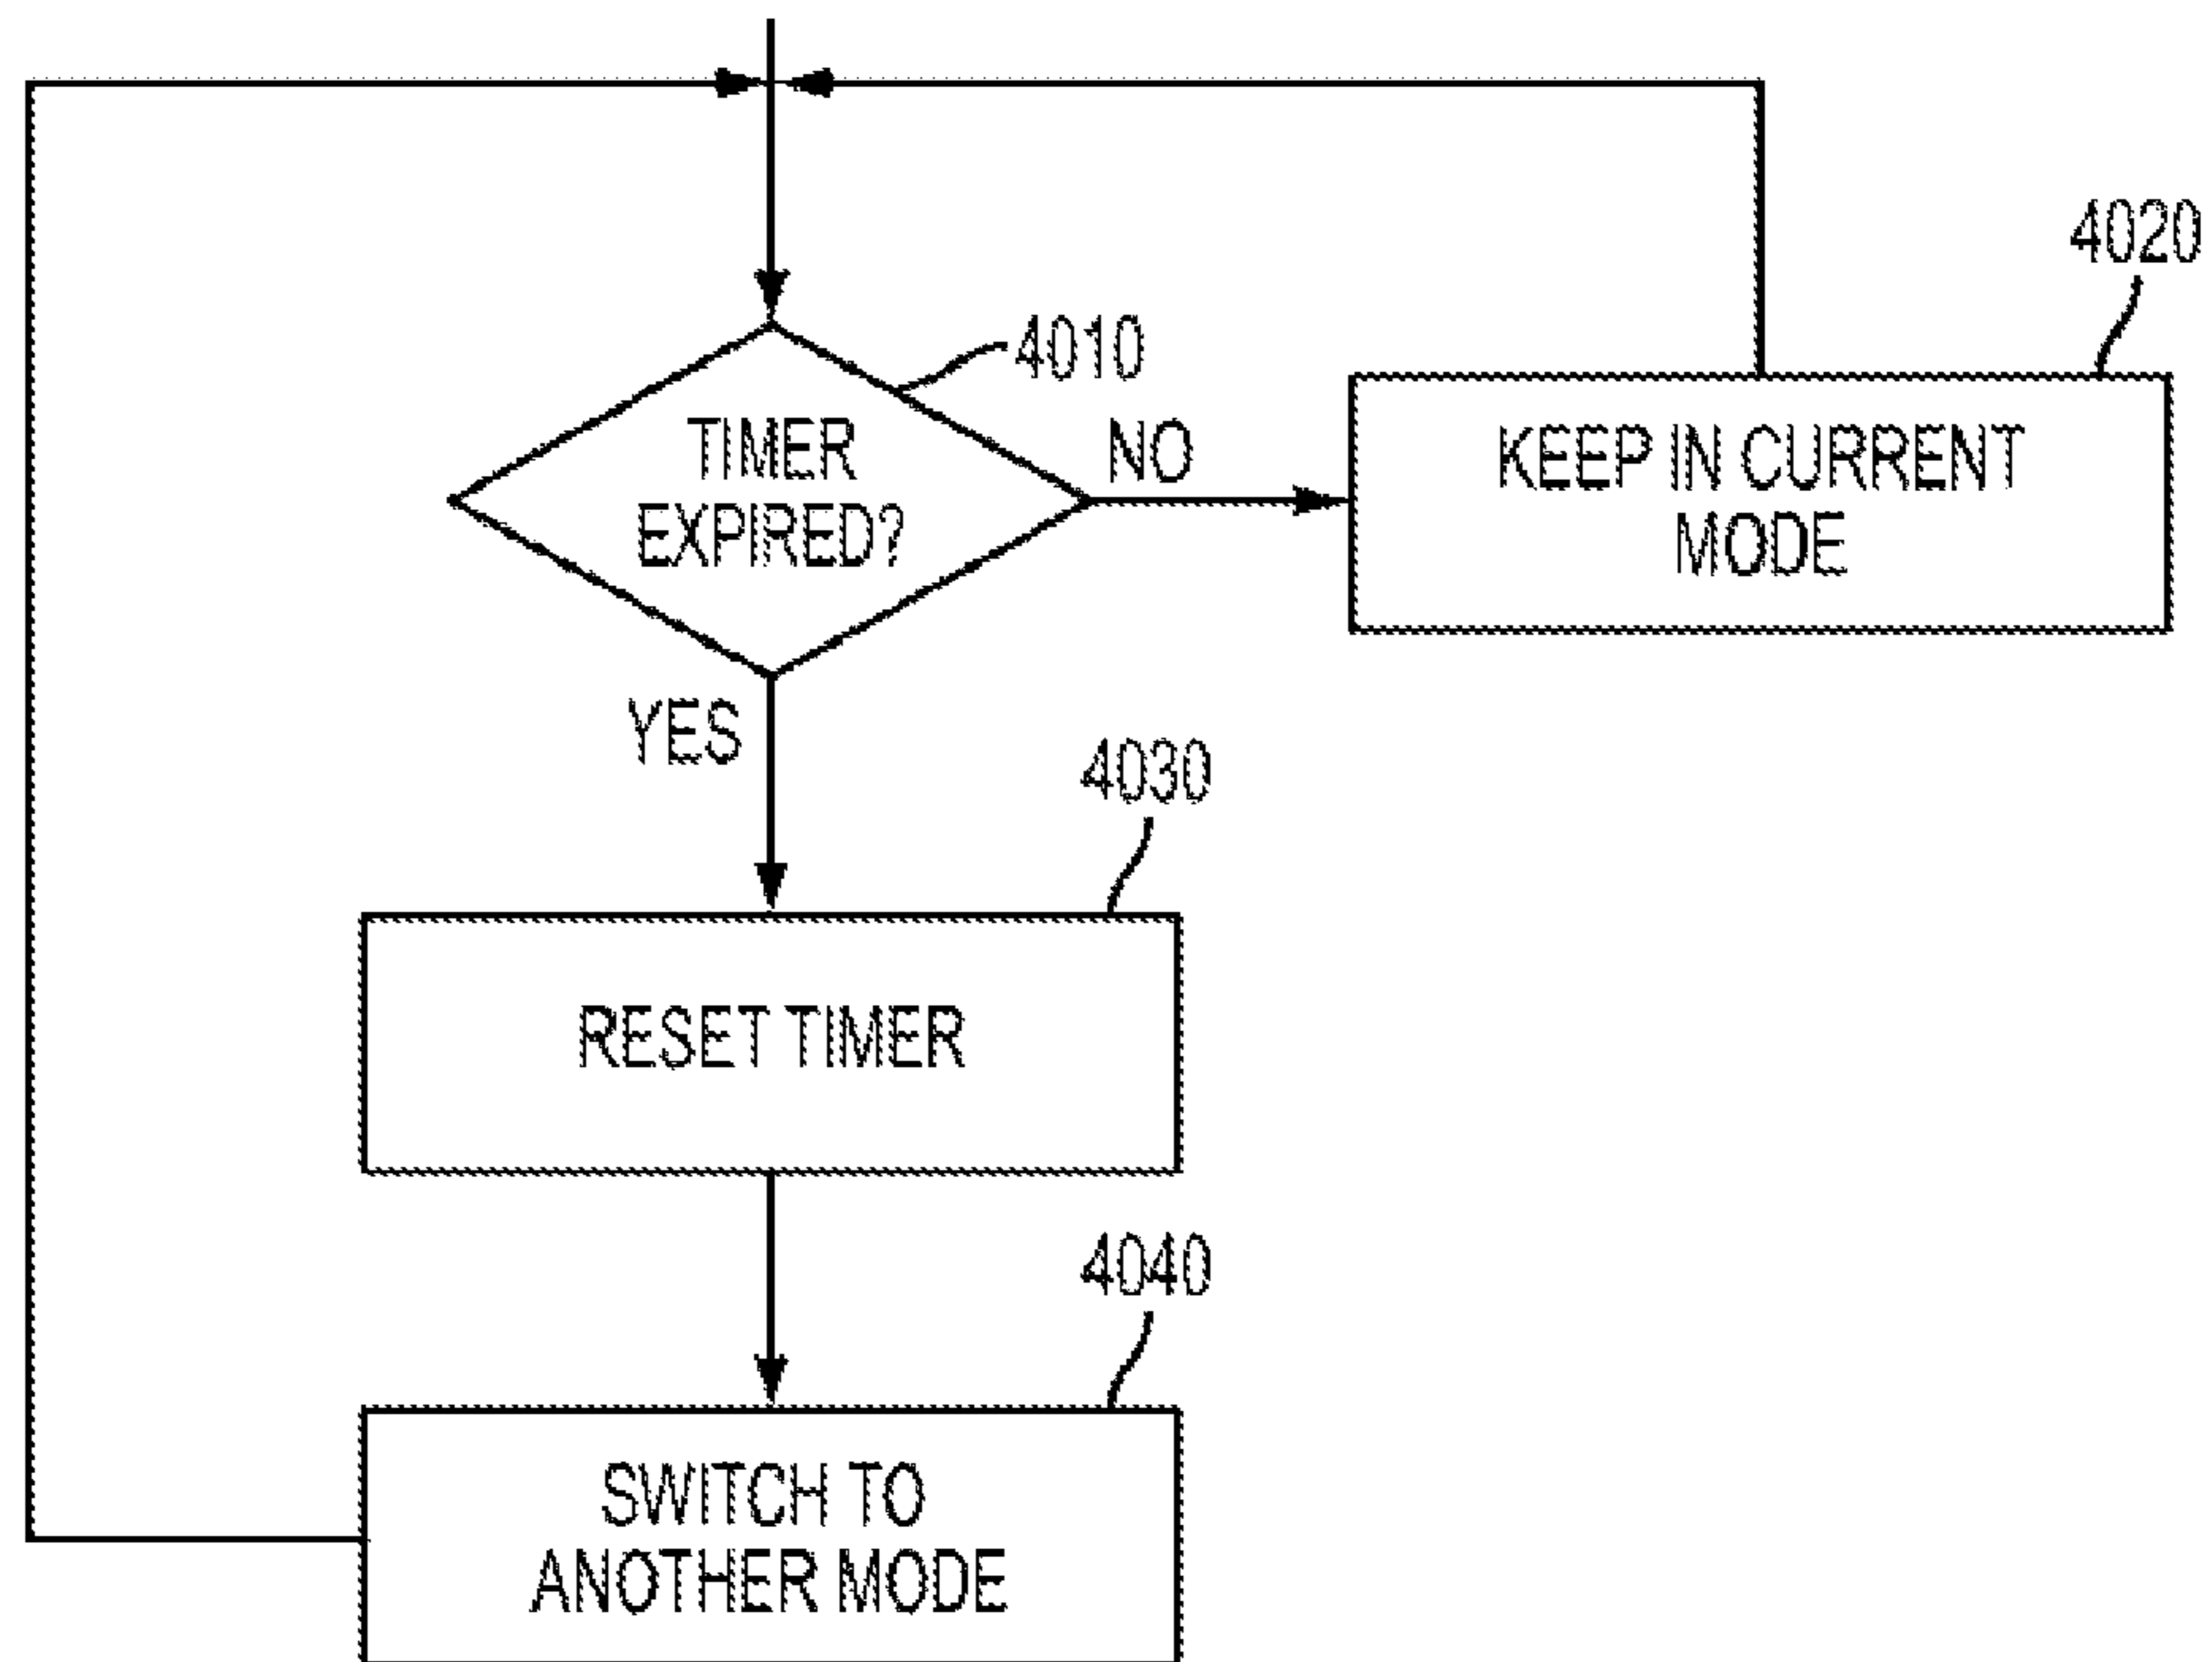 4020
4010
TIMER
EXPIRED?
NO
KEEP IN CURRENT
MODE
YES
4030
RESET TIMER
4040
SWITCH TO
ANOTHER MODE